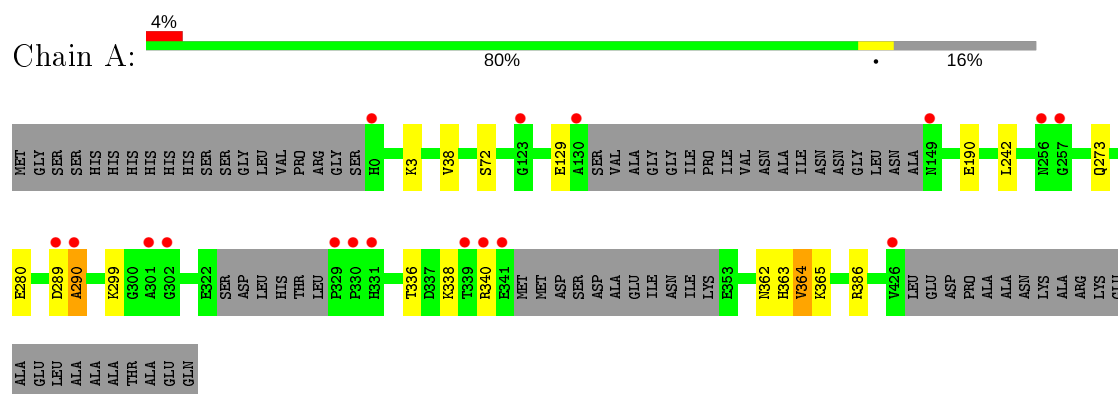 4%
Chain A:
80% • 16%
MET GLY SER SER HIS HIS HIS HIS HIS HIS SER SER GLY LEU VAL PRO ARG GLY SER H0 K3 V38 S72 G123 E129 A130 SER VAL ALA GLY GLY ILE PRO ILE VAL ASN ALA ILE ASN ASN GLY LEU ASN ALA N149 E190 L242 N256 G257 Q273
E280 D289 A290 K299 G300 A301 G302 E322 SER ASP LEU HIS THR LEU P329 P330 H331 T336 D337 K338 T339 R340 E341 MET MET ASP SER ASP ALA GLU ILE ASN ILE LYS E353 N362 H363 V364 K365 R386 V426 LEU GLU ASP PRO ALA ALA ASN LYS ALA ARG LYS GLU
ALA GLU LEU ALA ALA ALA THR ALA GLU GLN